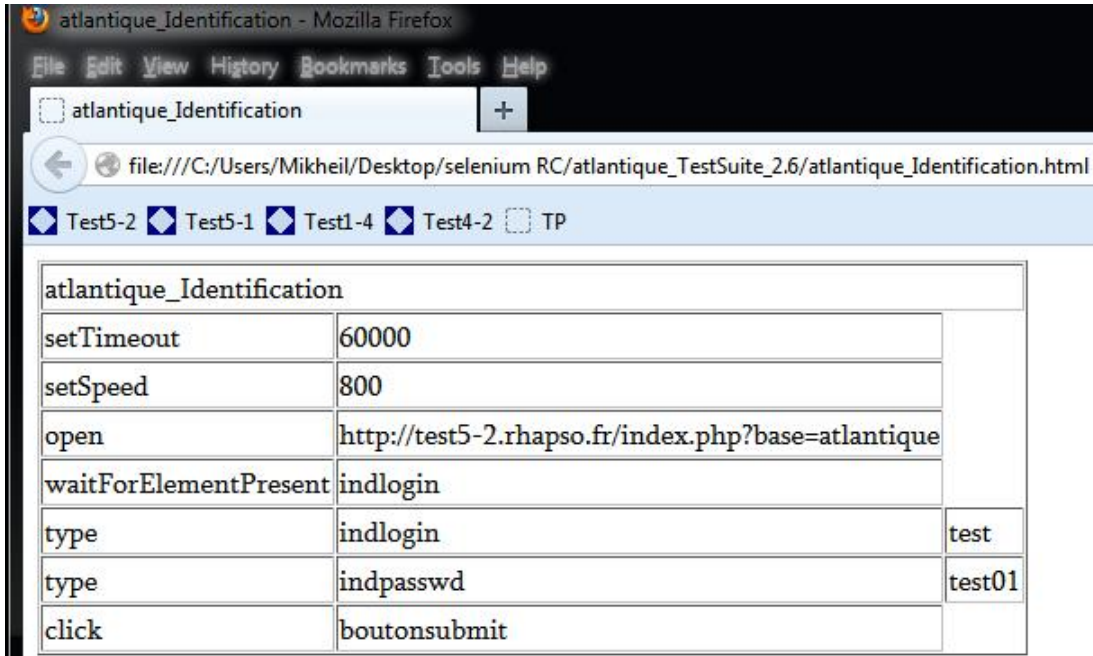 atlantique_Identification - Mozilla Firefox
File Edit View History Bookmarks Tools Help
atlantique_Identification +
file:///C:/Users/Mikheil/Desktop/selenium RC/atlantique_TestSuite_2.6/atlantique_Identification.html
Test5-2 Test5-1 Test1-4 Test4-2 TP
atlantique_Identification
setTimeout 60000
setSpeed 800
open http://test5-2.rhapso.fr/index.php?base=atlantique
waitForElementPresent indlogin
type indlogin test
type indpasswd test01
click boutonsubmit